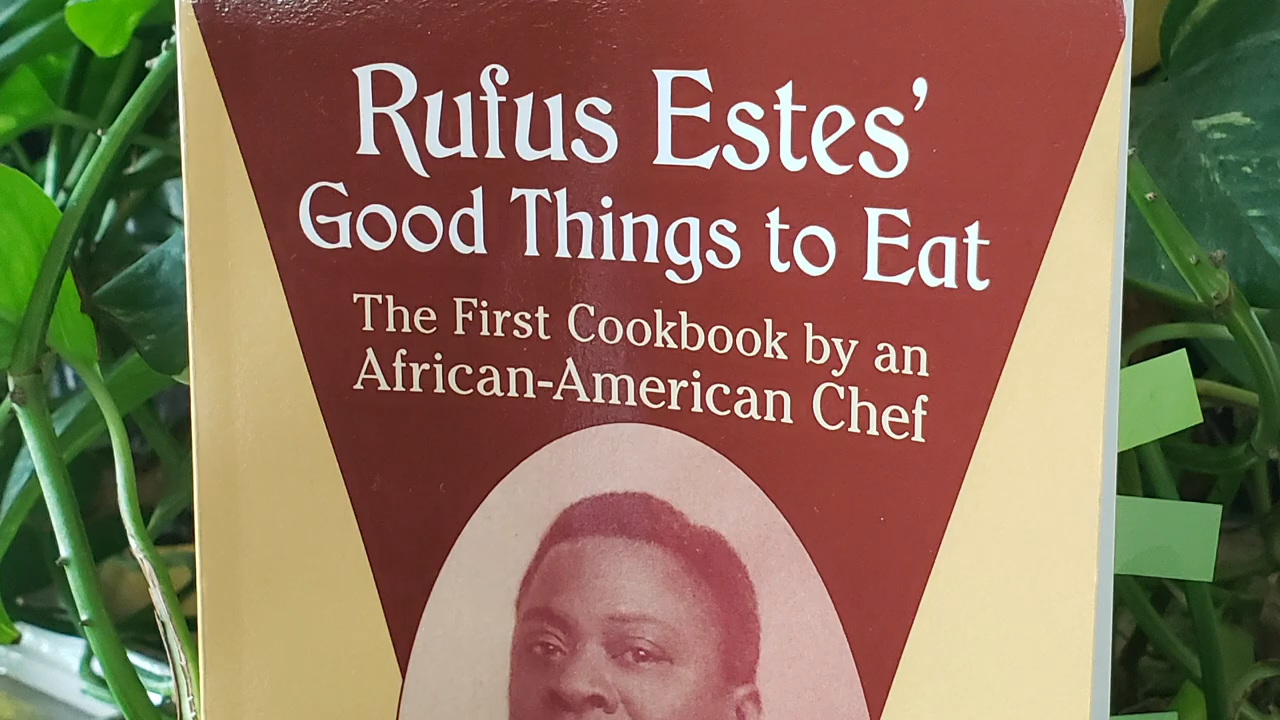 Rufus Estes’
Good Things to Eat
The First Cookbook by an
African-American Chef